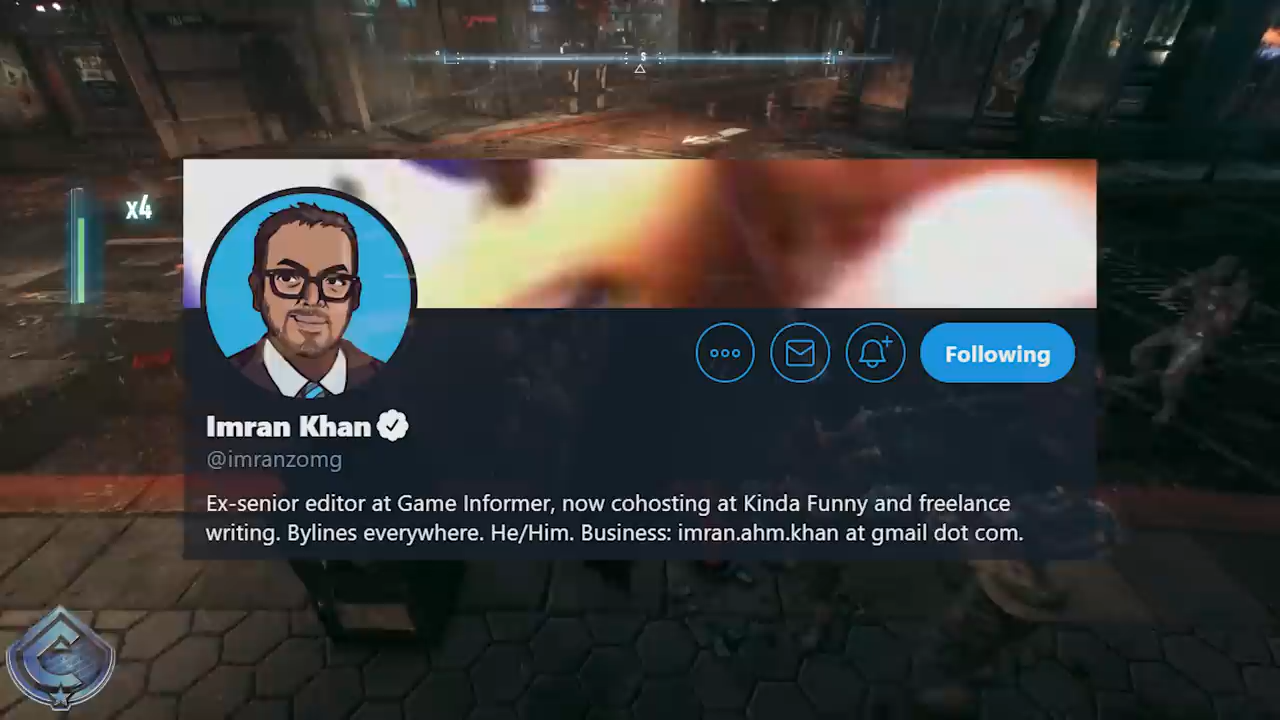 S
x4
Following
Imran Khan
@imranzomg
Ex-senior editor at Game Informer, now cohosting at Kinda Funny and freelance
writing. Bylines everywhere. He/Him. Business: imran.ahm.khan at gmail dot com.